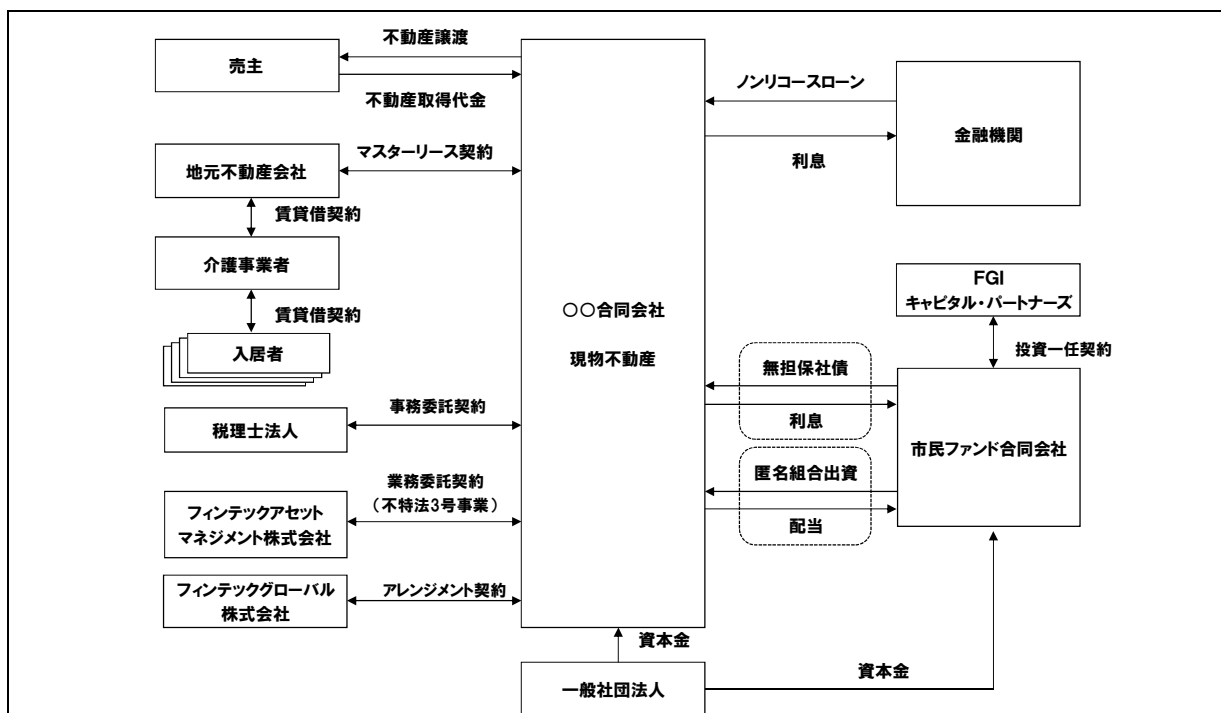 不動産譲渡
売主
不動産取得代金
マスターリース契約
地元不動産会社
賃貸借契約
介護事業者
賃貸借契約
入居者
事務委託契約
税理士法人
業務委託契約
（不特法3号事業）
フィンテックアセット
マネジメント株式会社
アレンジメント契約
フィンテックグローバル
株式会社
〇〇合同会社
現物不動産
資本金
一般社団法人
ノンリコースローン
金融機関
利息
FGI
キャピタル・パートナーズ
投資一任契約
無担保社債
利息
市民ファンド合同会社
匿名組合出資
配当
資本金